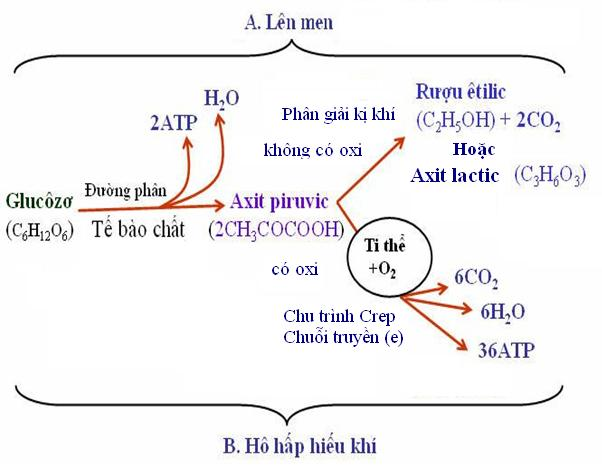 A. Lên men
H₂O
2ATP
Phân giải kị khí
không có oxi
Rượu êtilic
(C₂H₅OH) + 2CO₂
Hoặc
Axit lactic (C₃H₆O₃)
Glucôzơ
(C₆H₁₂O₆)
Đường phân
Tế bào chất
Axit piruvic
(2CH₃COCOOH)
Ti thể
+O₂
có oxi
Chu trình Crep
Chuỗi truyền (e)
6CO₂
6H₂O
36ATP
B. Hô hấp hiếu khí